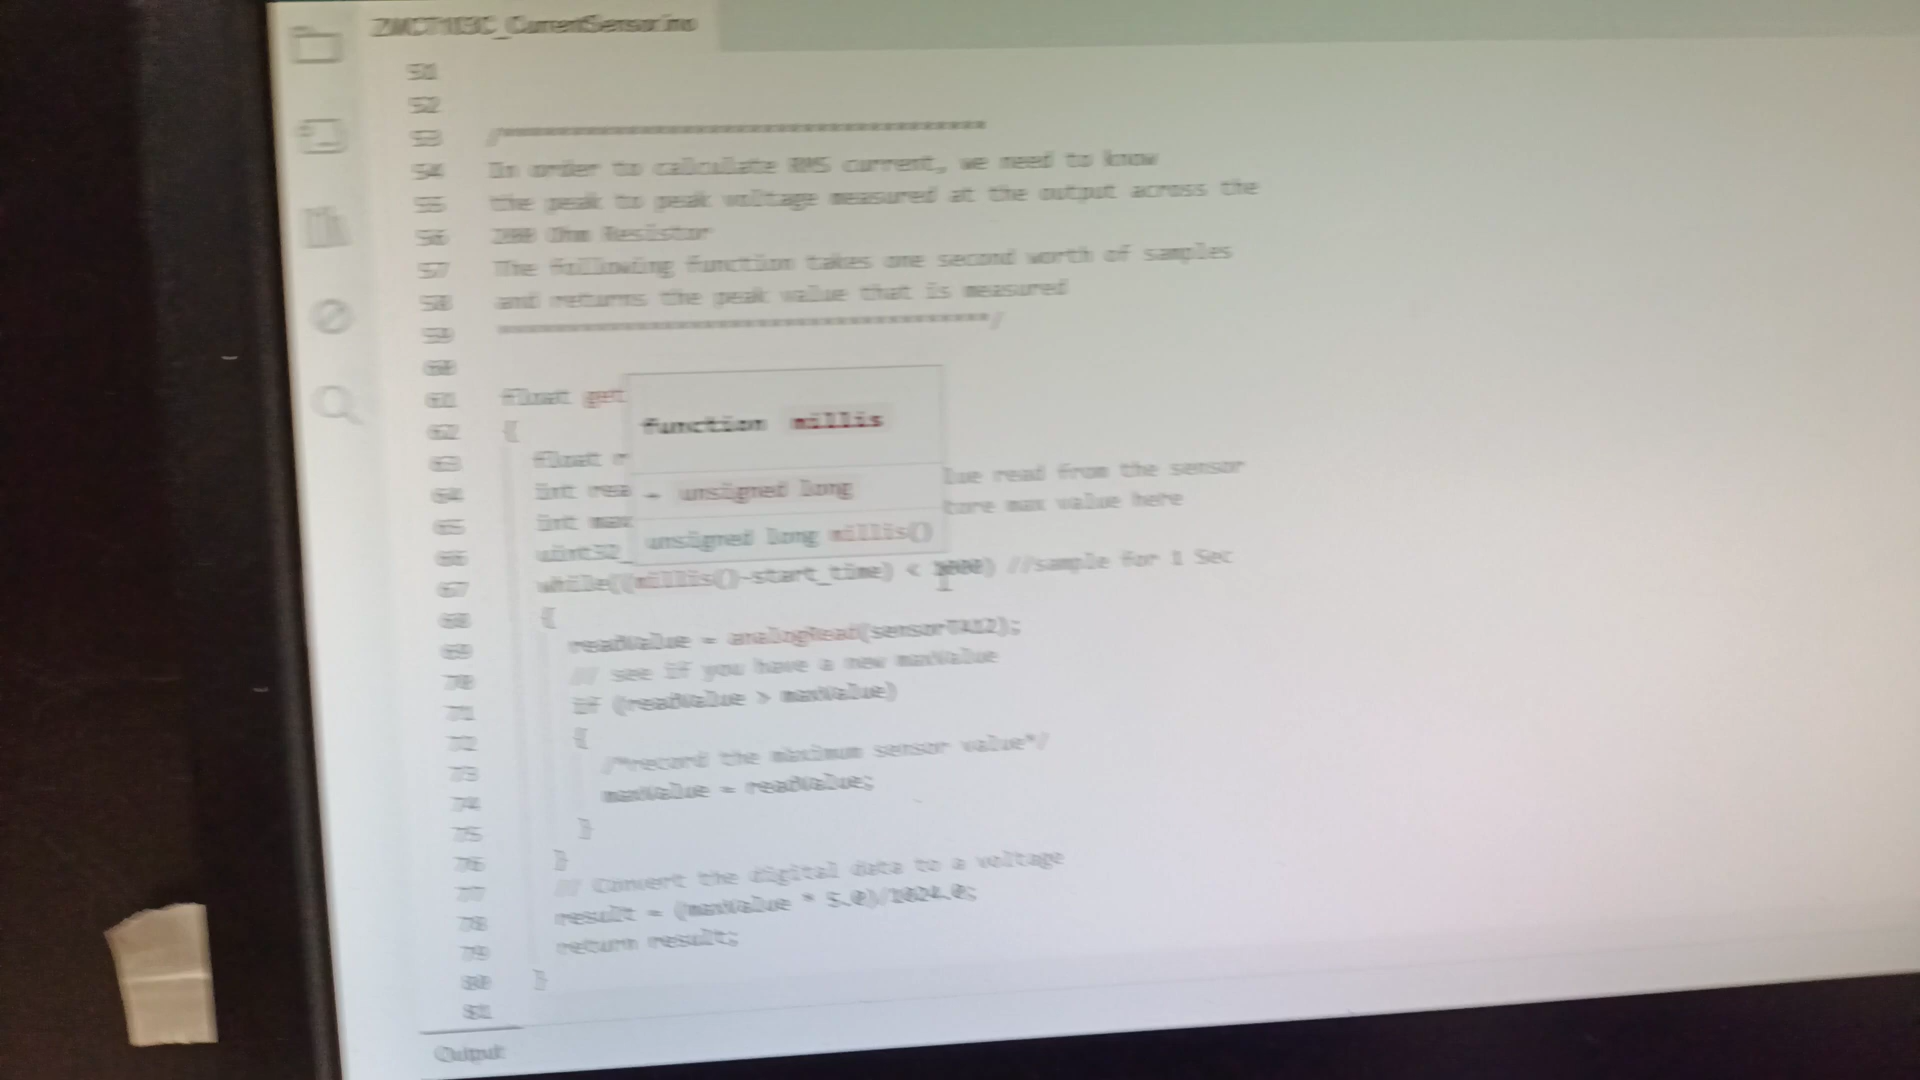 ZMCT103C_CurrentSensor.ino
51
52
53 /************************************
54 In order to calculate RMS current, we need to know
55 the peak to peak voltage measured at the output across the
56 200 Ohm Resistor
57 The following function takes one second worth of samples
58 and returns the peak value that is measured
59 *************************************/
60
61 float get
function millis
62 {
63 float r
64 int rea lue read from the sensor
→ unsigned long
65 int max tore max value here
66 uint32_
unsigned long millis()
67 while((millis()-start_time) < 1000) //sample for 1 Sec
68 {
69 readValue = analogRead(sensorTA12);
70 // see if you have a new maxValue
71 if (readValue > maxValue)
72 {
73 /*record the maximum sensor value*/
74 maxValue = readValue;
75 }
76 }
77 // Convert the digital data to a voltage
78 result = (maxValue * 5.0)/1024.0;
79 return result;
80 }
81
Output